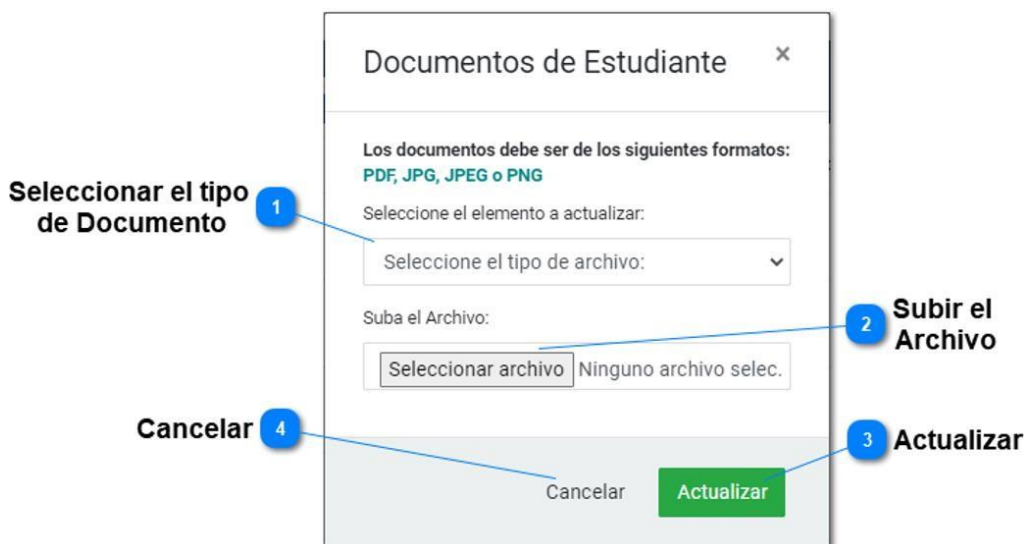 Documentos de Estudiante ×
Los documentos debe ser de los siguientes formatos:
PDF, JPG, JPEG o PNG
Seleccionar el tipo
de Documento
1
Seleccione el elemento a actualizar:
Seleccione el tipo de archivo:
Suba el Archivo:
2
Subir el
Archivo
Seleccionar archivo Ninguno archivo selec.
Cancelar
4
3
Actualizar
Cancelar
Actualizar